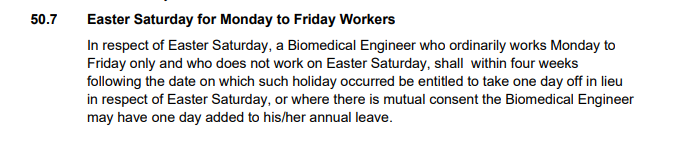 50.7 Easter Saturday for Monday to Friday Workers
In respect of Easter Saturday, a Biomedical Engineer who ordinarily works Monday to
Friday only and who does not work on Easter Saturday, shall within four weeks
following the date on which such holiday occurred be entitled to take one day off in lieu
in respect of Easter Saturday, or where there is mutual consent the Biomedical Engineer
may have one day added to his/her annual leave.